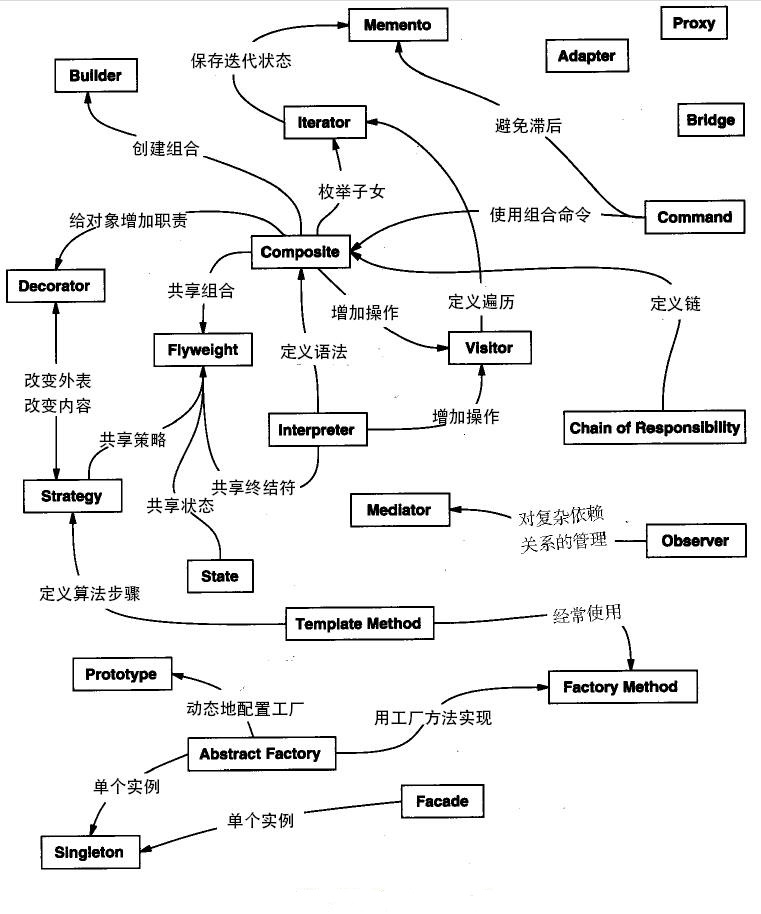 Memento
Proxy
Adapter
保存迭代状态
Builder
Iterator
避免滞后
Bridge
创建组合
枚举子女
给对象增加职责
使用组合命令
Command
Composite
Decorator
共享组合
增加操作
定义遍历
定义链
Flyweight
定义语法
Visitor
改变外表
改变内容
共享策略
Interpreter
增加操作
Chain of Responsibility
Strategy
共享状态
共享终结符
Mediator
对复杂依赖
关系的管理
Observer
State
定义算法步骤
Template Method
经常使用
Prototype
动态地配置工厂
Factory Method
用工厂方法实现
Abstract Factory
单个实例
Facade
单个实例
Singleton